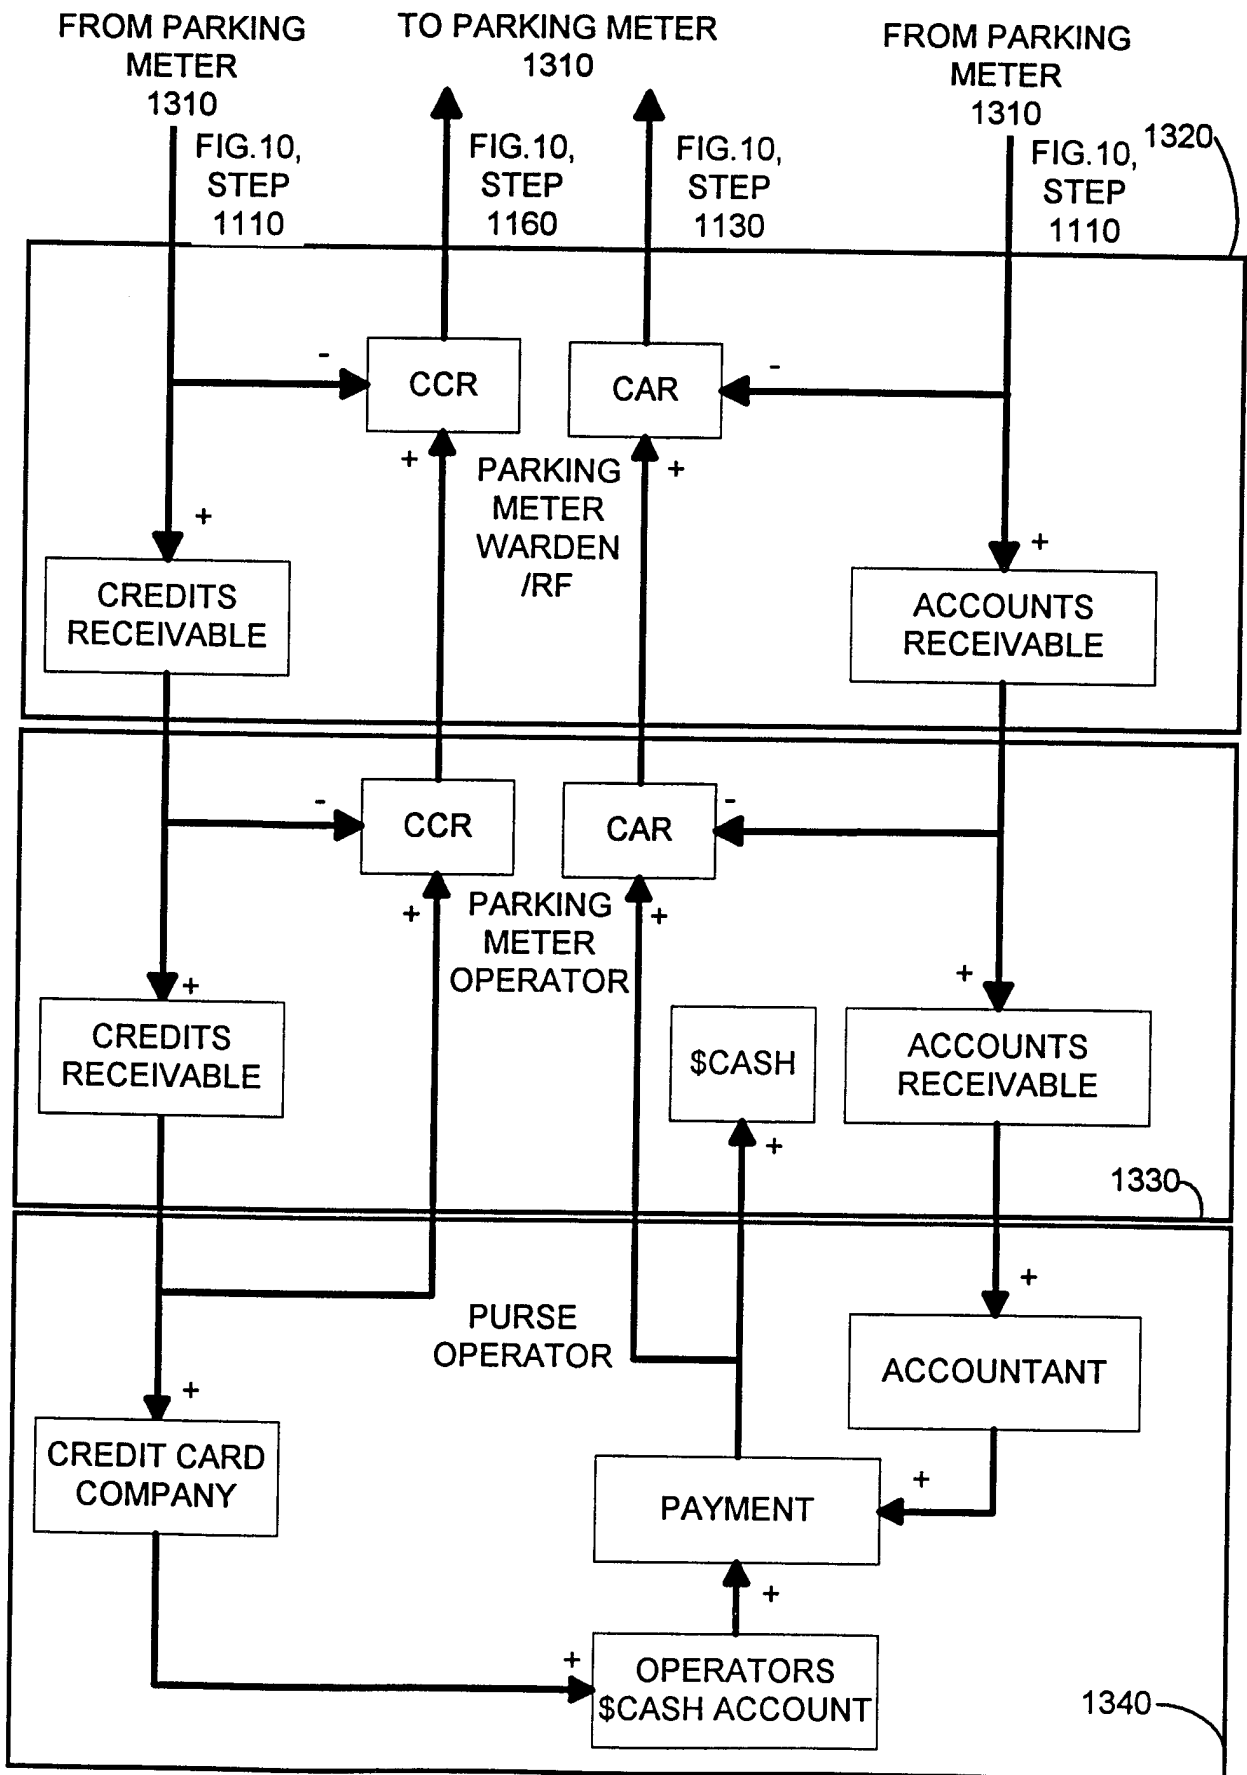 FROM PARKING
METER
1310
TO PARKING METER
1310
FROM PARKING
METER
1310
FIG.10,
STEP
1110
FIG.10,
STEP
1160
FIG.10,
STEP
1130
FIG.10,
STEP
1110
1320
-
CCR
CAR
-
+
+
PARKING
METER
WARDEN
/RF
+
+
CREDITS
RECEIVABLE
ACCOUNTS
RECEIVABLE
-
CCR
CAR
-
+
+
PARKING
METER
OPERATOR
+
+
CREDITS
RECEIVABLE
$CASH
ACCOUNTS
RECEIVABLE
+
1330
+
PURSE
OPERATOR
ACCOUNTANT
+
CREDIT CARD
COMPANY
+
PAYMENT
+
+
OPERATORS
$CASH ACCOUNT
1340